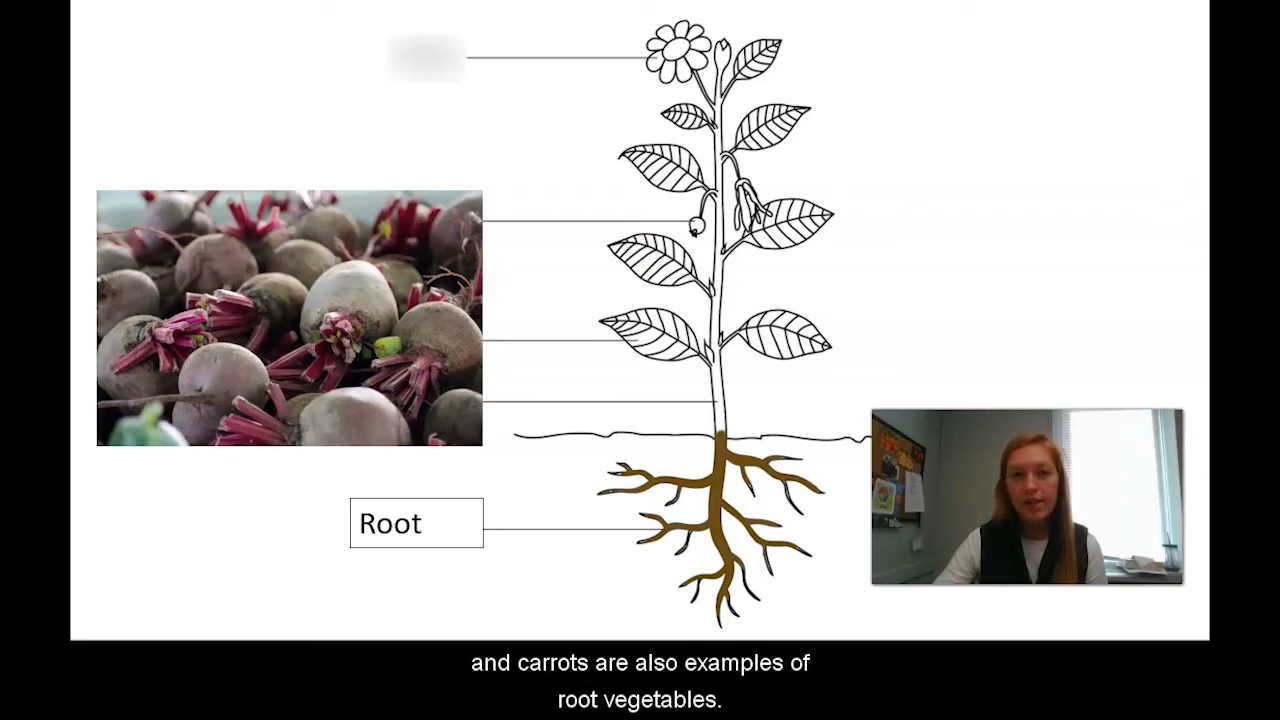 Root
and carrots are also examples of
root vegetables.